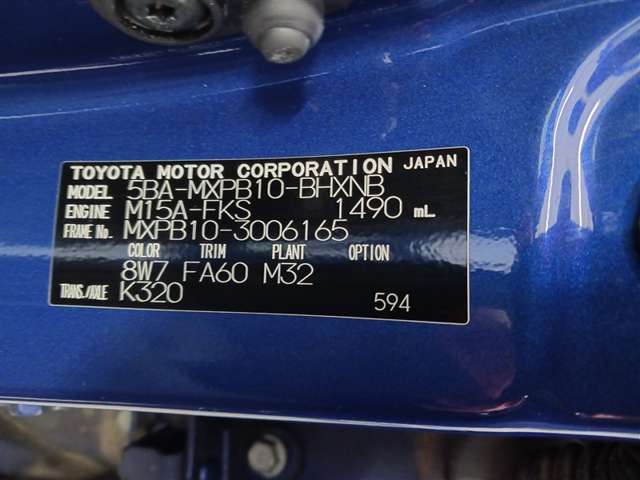 TOYOTA MOTOR CORPORATION JAPAN
MODEL 5BA-MXPB10-BHXNB
ENGINE M15A-FKS 1490 mL
FRAME No. MXPB10-3006165
COLOR TRIM PLANT OPTION
8W7 FA60 M32
TRANS./AXLE K320 594